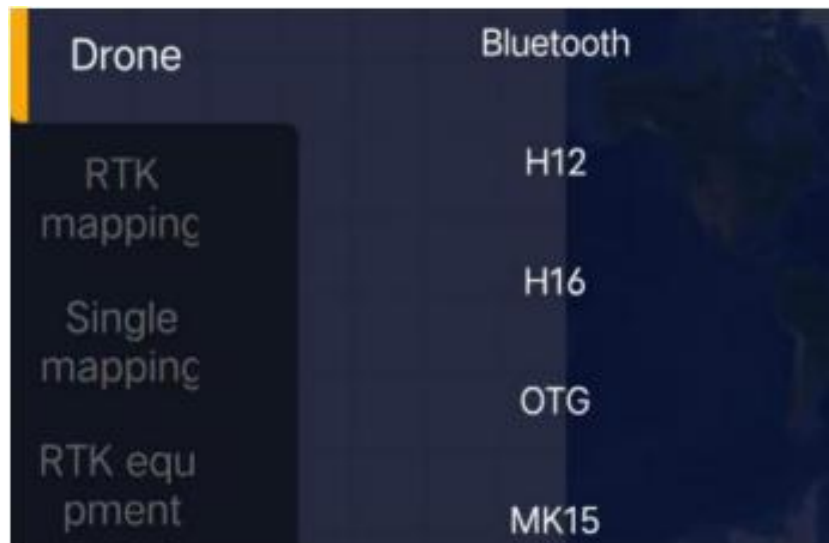 Drone
RTK
mapping
Single
mapping
RTK equ
pment
Bluetooth
H12
H16
OTG
MK15